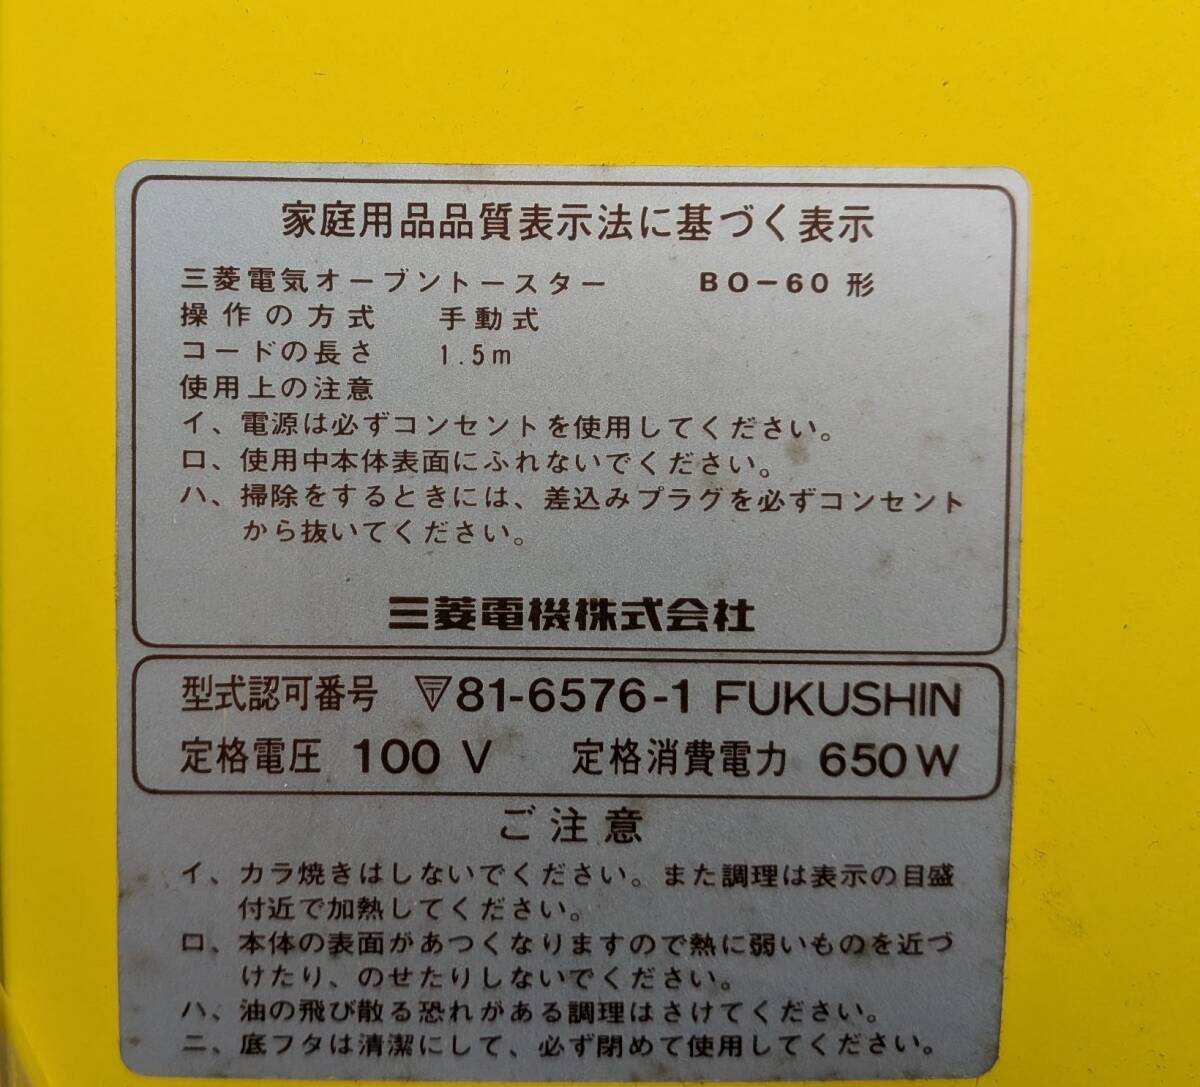 家庭用品品質表示法に基づく表示
三菱電気オーブントースター BO-60 形
操作の方式 手動式
コードの長さ 1.5m
使用上の注意
イ、電源は必ずコンセントを使用してください。
ロ、使用中本体表面にふれないでください。
ハ、掃除をするときには、差込みプラグを必ずコンセント
から抜いてください。
三菱電機株式会社
型式認可番号 81-6576-1 FUKUSHIN
定格電圧 100 V 定格消費電力 650W
ご注意
イ、カラ焼きはしないでください。また調理は表示の目盛
付近で加熱してください。
ロ、本体の表面があつくなりますので熱に弱いものを近づ
けたり、のせたりしないでください。
ハ、油の飛び散る恐れがある調理はさけてください。
ニ、底フタは清潔にして、必ず閉めて使用してください。